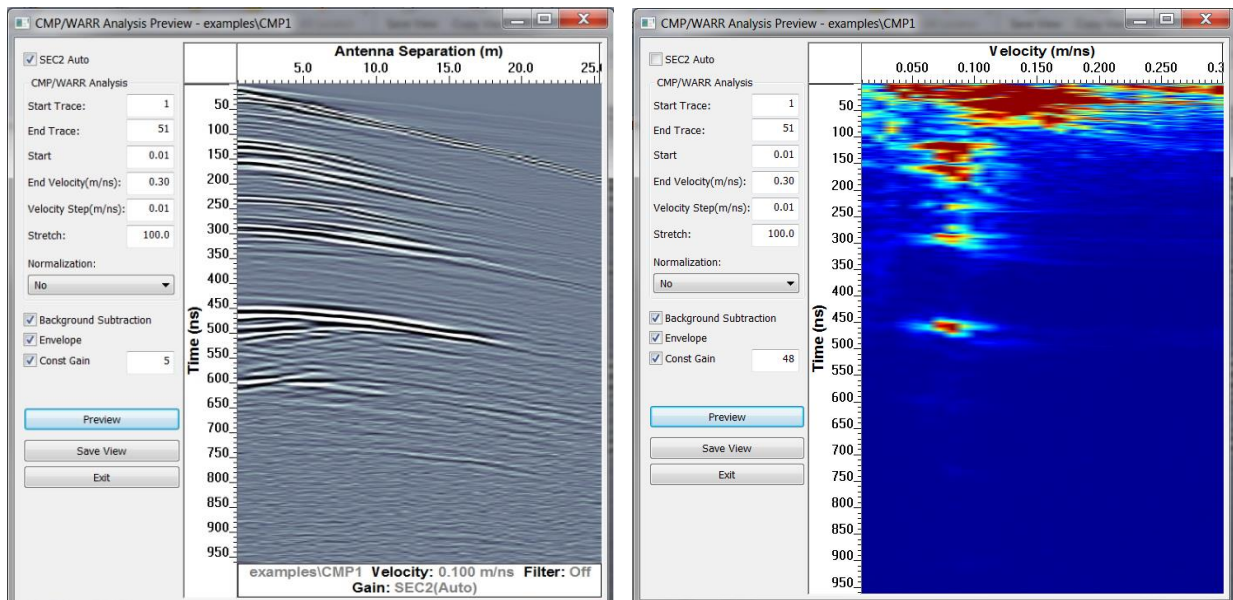 CMP/WARR Analysis Preview - examples\CMP1
SEC2 Auto
CMP/WARR Analysis
Start Trace: 1
End Trace: 51
Start 0.01
End Velocity(m/ns): 0.30
Velocity Step(m/ns): 0.01
Stretch: 100.0
Normalization:
No
Background Subtraction
Envelope
Const Gain 5
Preview
Save View
Exit
Antenna Separation (m)
5.0 10.0 15.0 20.0 25.
Time (ns)
50
100
150
200
250
300
350
400
450
500
550
600
650
700
750
800
850
900
950
examples\CMP1 Velocity: 0.100 m/ns Filter: Off
Gain: SEC2(Auto)
CMP/WARR Analysis Preview - examples\CMP1
SEC2 Auto
CMP/WARR Analysis
Start Trace: 1
End Trace: 51
Start 0.01
End Velocity(m/ns): 0.30
Velocity Step(m/ns): 0.01
Stretch: 100.0
Normalization:
No
Background Subtraction
Envelope
Const Gain 48
Preview
Save View
Exit
Velocity (m/ns)
0.050 0.100 0.150 0.200 0.250 0.3
Time (ns)
50
100
150
200
250
300
350
400
450
500
550
600
650
700
750
800
850
900
950